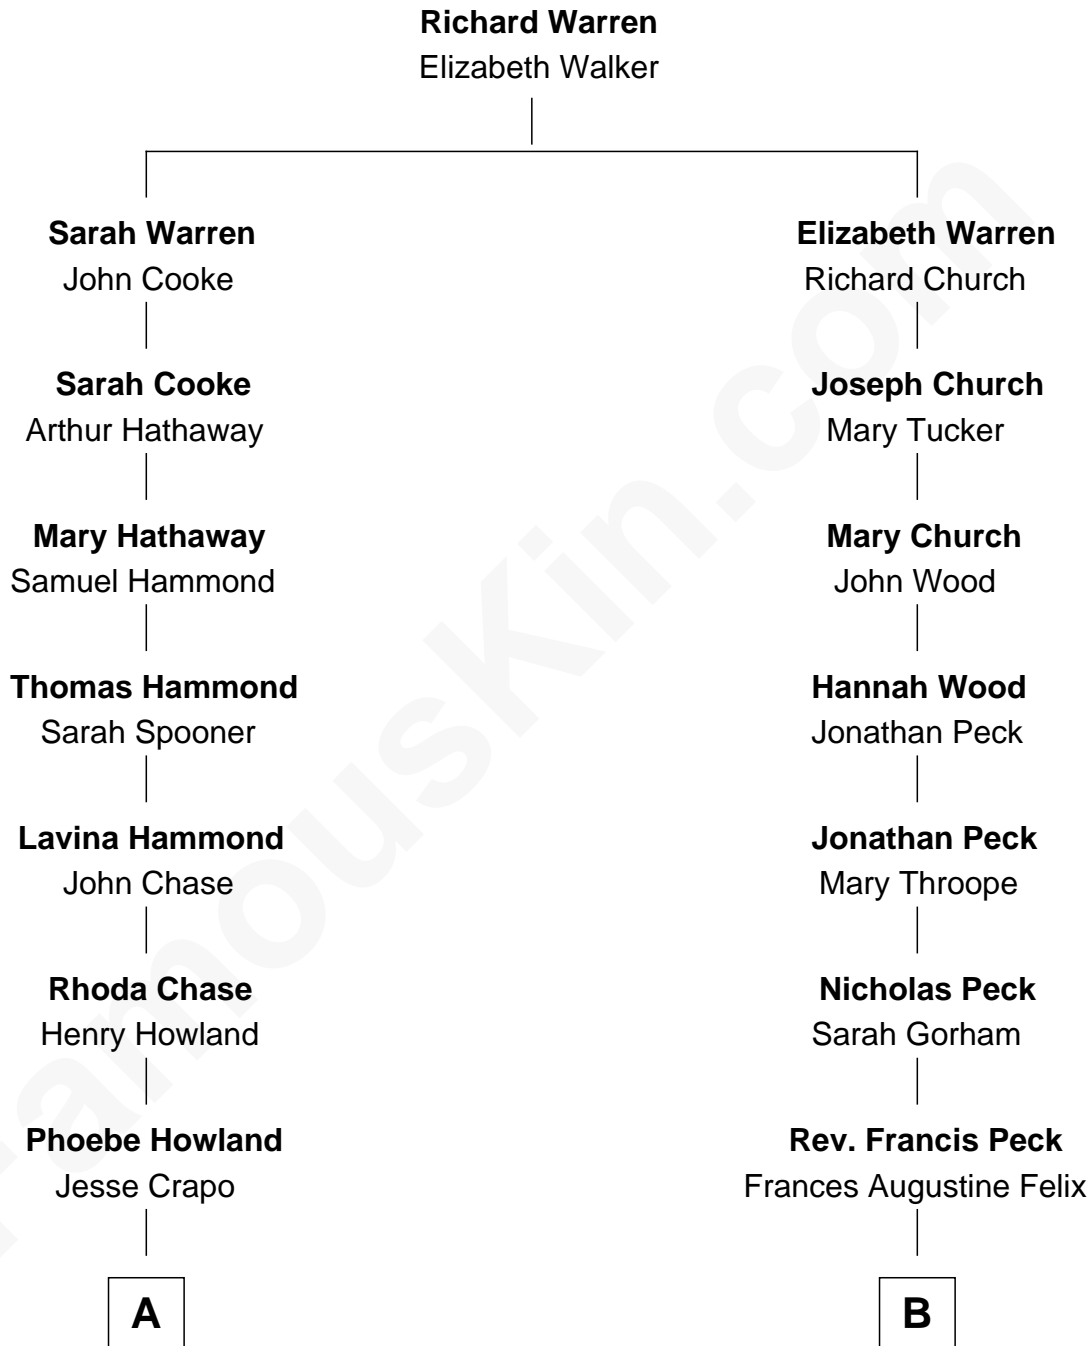 Richard Warren
Elizabeth Walker
Sarah Warren
John Cooke
Elizabeth Warren
Richard Church
Sarah Cooke
Arthur Hathaway
Joseph Church
Mary Tucker
Mary Hathaway
Samuel Hammond
Mary Church
John Wood
Thomas Hammond
Sarah Spooner
Hannah Wood
Jonathan Peck
Lavina Hammond
John Chase
Jonathan Peck
Mary Throope
Rhoda Chase
Henry Howland
Nicholas Peck
Sarah Gorham
Phoebe Howland
Jesse Crapo
Rev. Francis Peck
Frances Augustine Felix
A
B
FamousKin.com